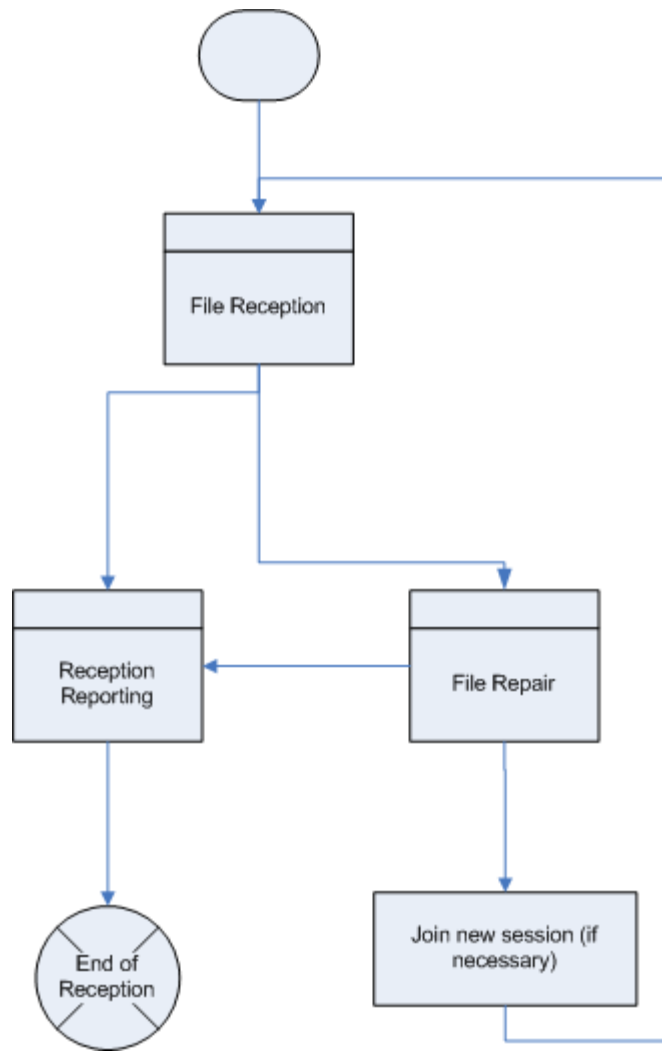 File Reception
Reception
Reporting
File Repair
Join new session (if
necessary)
End of
Reception